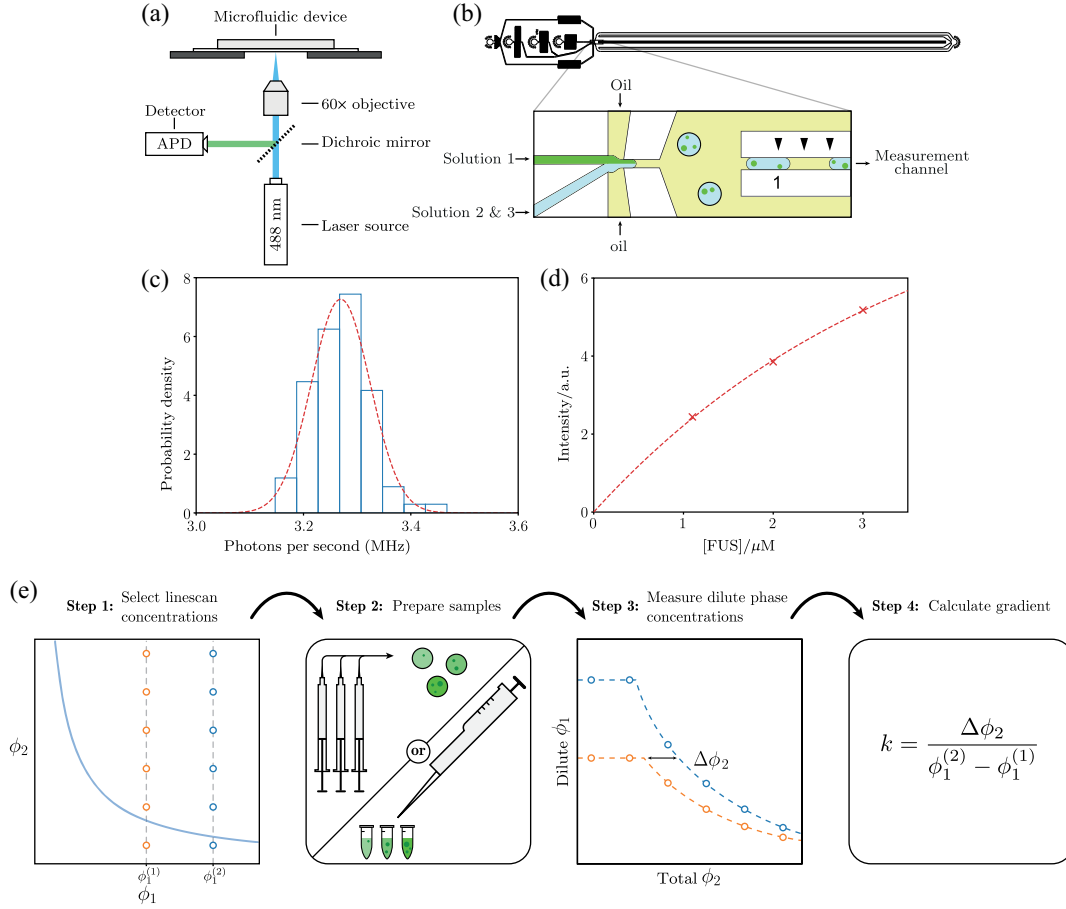 (a)
Microfluidic device
60× objective
Detector
APD
Dichroic mirror
488 nm
Laser source
(b)
Oil
Solution 1
Measurement
channel
1
Solution 2 & 3
oil
(c)
8
6
4
2
0
Probability density
3.0
3.2
3.4
3.6
Photons per second (MHz)
(d)
6
4
2
0
Intensity/a.u.
0
1
2
3
[FUS]/μM
(e)
Step 1: Select linescan
concentrations
Step 2: Prepare samples
Step 3: Measure dilute phase
concentrations
Step 4: Calculate gradient
ϕ₂
ϕ₁⁽¹⁾
ϕ₁⁽²⁾
ϕ₁
or
Dilute ϕ₁
Δϕ₂
Total ϕ₂
k = Δϕ₂ / (ϕ₁⁽²⁾ − ϕ₁⁽¹⁾)